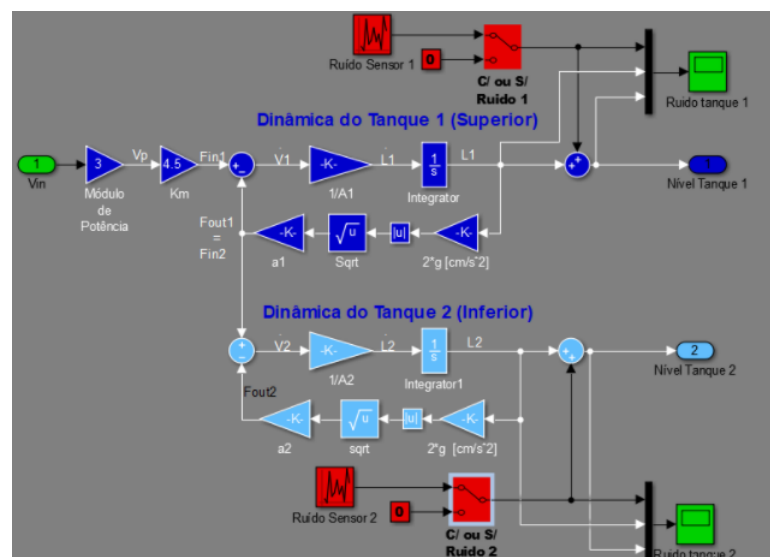 Ruído Sensor 1
0
C/ ou S/
Ruido 1
Ruido tanque 1
Dinâmica do Tanque 1 (Superior)
1
Vin
3
Módulo
de
Potência
Vp
4.5
Km
Fin1
V1
-K-
1/A1
L1
1
s
Integrator
L1
1
Nível Tanque 1
Fout1
=
Fin2
-K-
a1
√u
Sqrt
|u|
-K-
2*g [cm/s^2]
Dinâmica do Tanque 2 (Inferior)
V2
-K-
1/A2
L2
1
s
Integrator1
L2
2
Nível Tanque 2
Fout2
-K-
a2
√u
sqrt
|u|
-K-
2*g [cm/s^2]
Ruído Sensor 2
0
C/ ou S/
Ruido 2
Ruido tanque 2